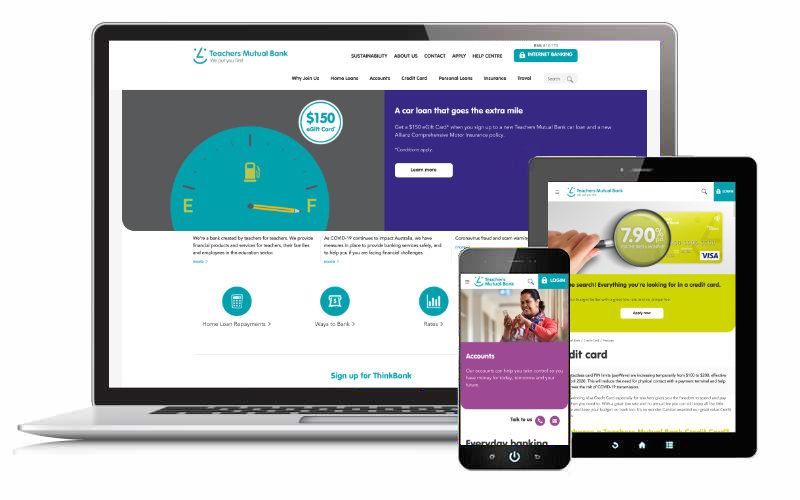 Teachers Mutual Bank
We put you first
SUSTAINABILITY ABOUT US CONTACT APPLY HELP CENTRE
INTERNET BANKING
Why Join Us Home Loans Accounts Credit Card Personal Loans Insurance Travel
Search
$150
eGift Card*
E F
A car loan that goes the extra mile
Get a $150 eGift Card* when you sign up to a new Teachers Mutual Bank car loan and a new
Allianz Comprehensive Motor Insurance policy.
*Conditions apply.
Learn more
We're a bank created by teachers for teachers. We provide
financial products and services for teachers, their families
and employees in the education sector.
more >
As COVID-19 continues to impact Australia, we have
measures in place to provide banking services safely, and
to help you if you are facing financial challenges.
more >
Coronavirus fraud and scam warn
Home Loan Repayments >
Ways to Bank >
Rates >
Sign up for ThinkBank
Teachers
Mutual Bank
LOGIN
Accounts
Our accounts can help you take control so you
have money for today, tomorrow and your
future.
Talk to us
Everyday banking
Teachers Mutual Bank
LOGIN
7.90%
VISA
e search! Everything you're looking for in a credit card.
Apply now
dit card